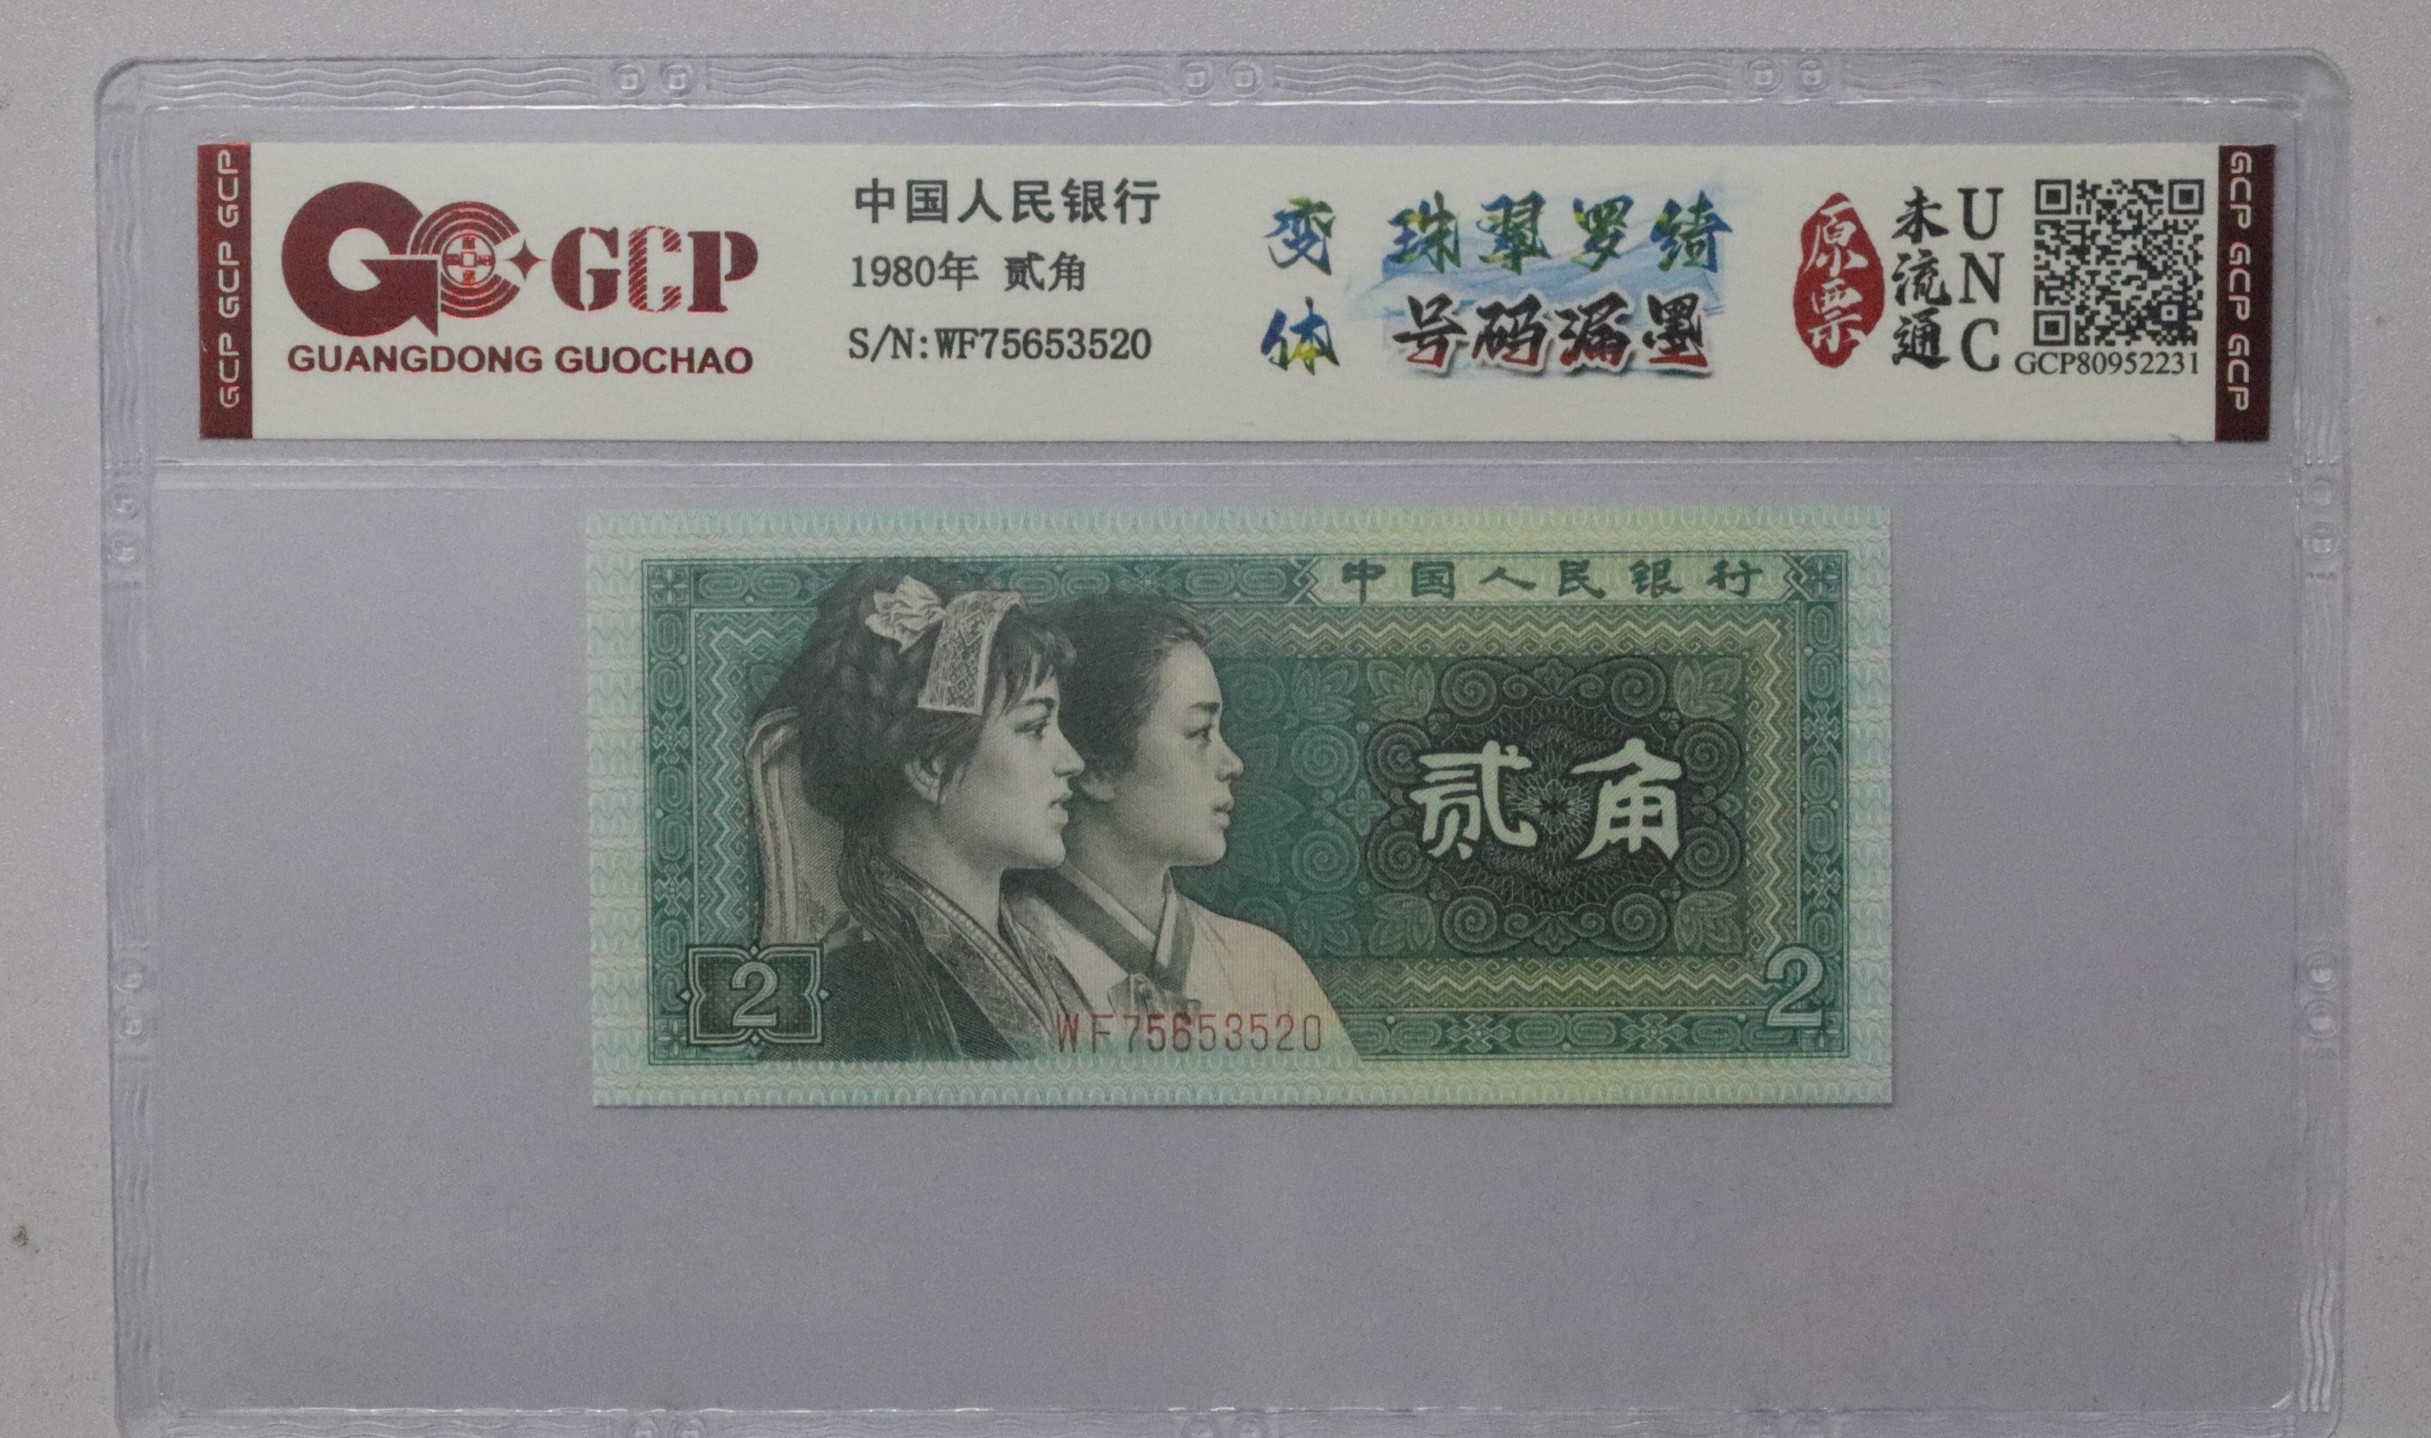 GCP GCP GCP
GCP
GUANGDONG GUOCHAO
中国人民银行
1980年 贰角
S/N:WF75653520
变体
珠翠罗绮
号码漏墨
原票
未流通
UNC
GCP80952231
GCP GCP GCP
中国人民银行
贰角
2
2
WF75653520